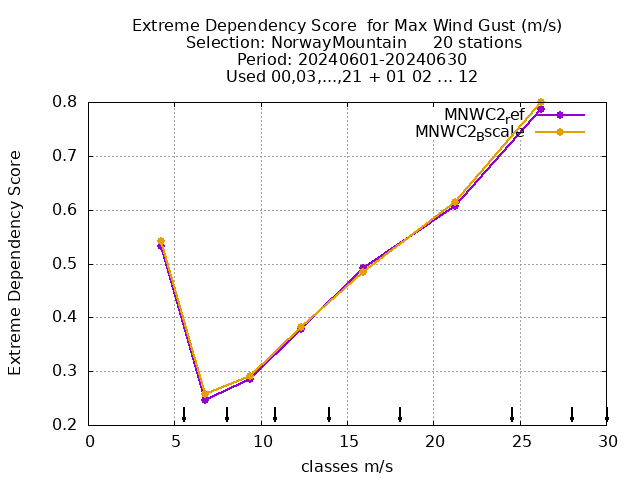 Extreme Dependency Score  for Max Wind Gust (m/s)
Selection: NorwayMountain     20 stations
Period: 20240601-20240630
Used 00,03,...,21 + 01 02 ... 12
MNWC2ref
MNWC2Bscale
0.8
0.7
0.6
0.5
0.4
0.3
0.2
Extreme Dependency Score
0 5 10 15 20 25 30
classes m/s